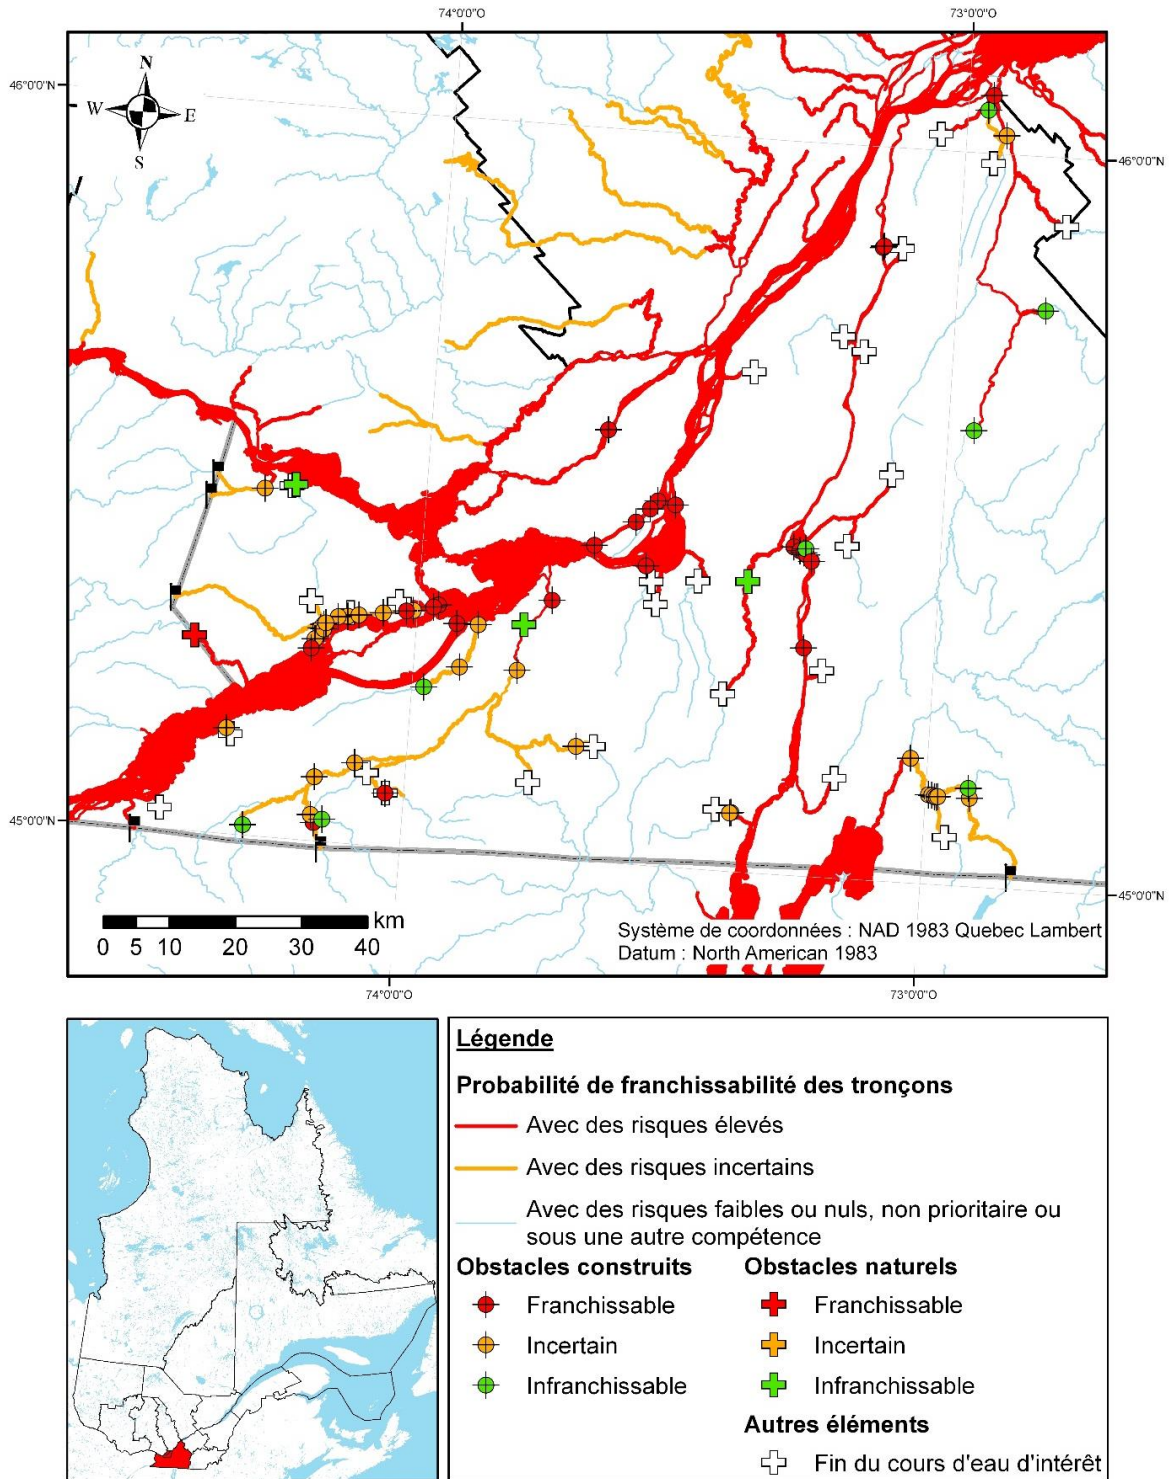 74°0'0"O
73°0'0"O
46°0'0"N
N
W
E
S
46°0'0"N
45°0'0"N
45°0'0"N
km
0 5 10 20 30 40
Système de coordonnées : NAD 1983 Quebec Lambert
Datum : North American 1983
74°0'0"O
73°0'0"O
Légende
Probabilité de franchissabilité des tronçons
Avec des risques élevés
Avec des risques incertains
Avec des risques faibles ou nuls, non prioritaire ou
sous une autre compétence
Obstacles construits
Franchissable
Incertain
Infranchissable
Obstacles naturels
Franchissable
Incertain
Infranchissable
Autres éléments
Fin du cours d'eau d'intérêt